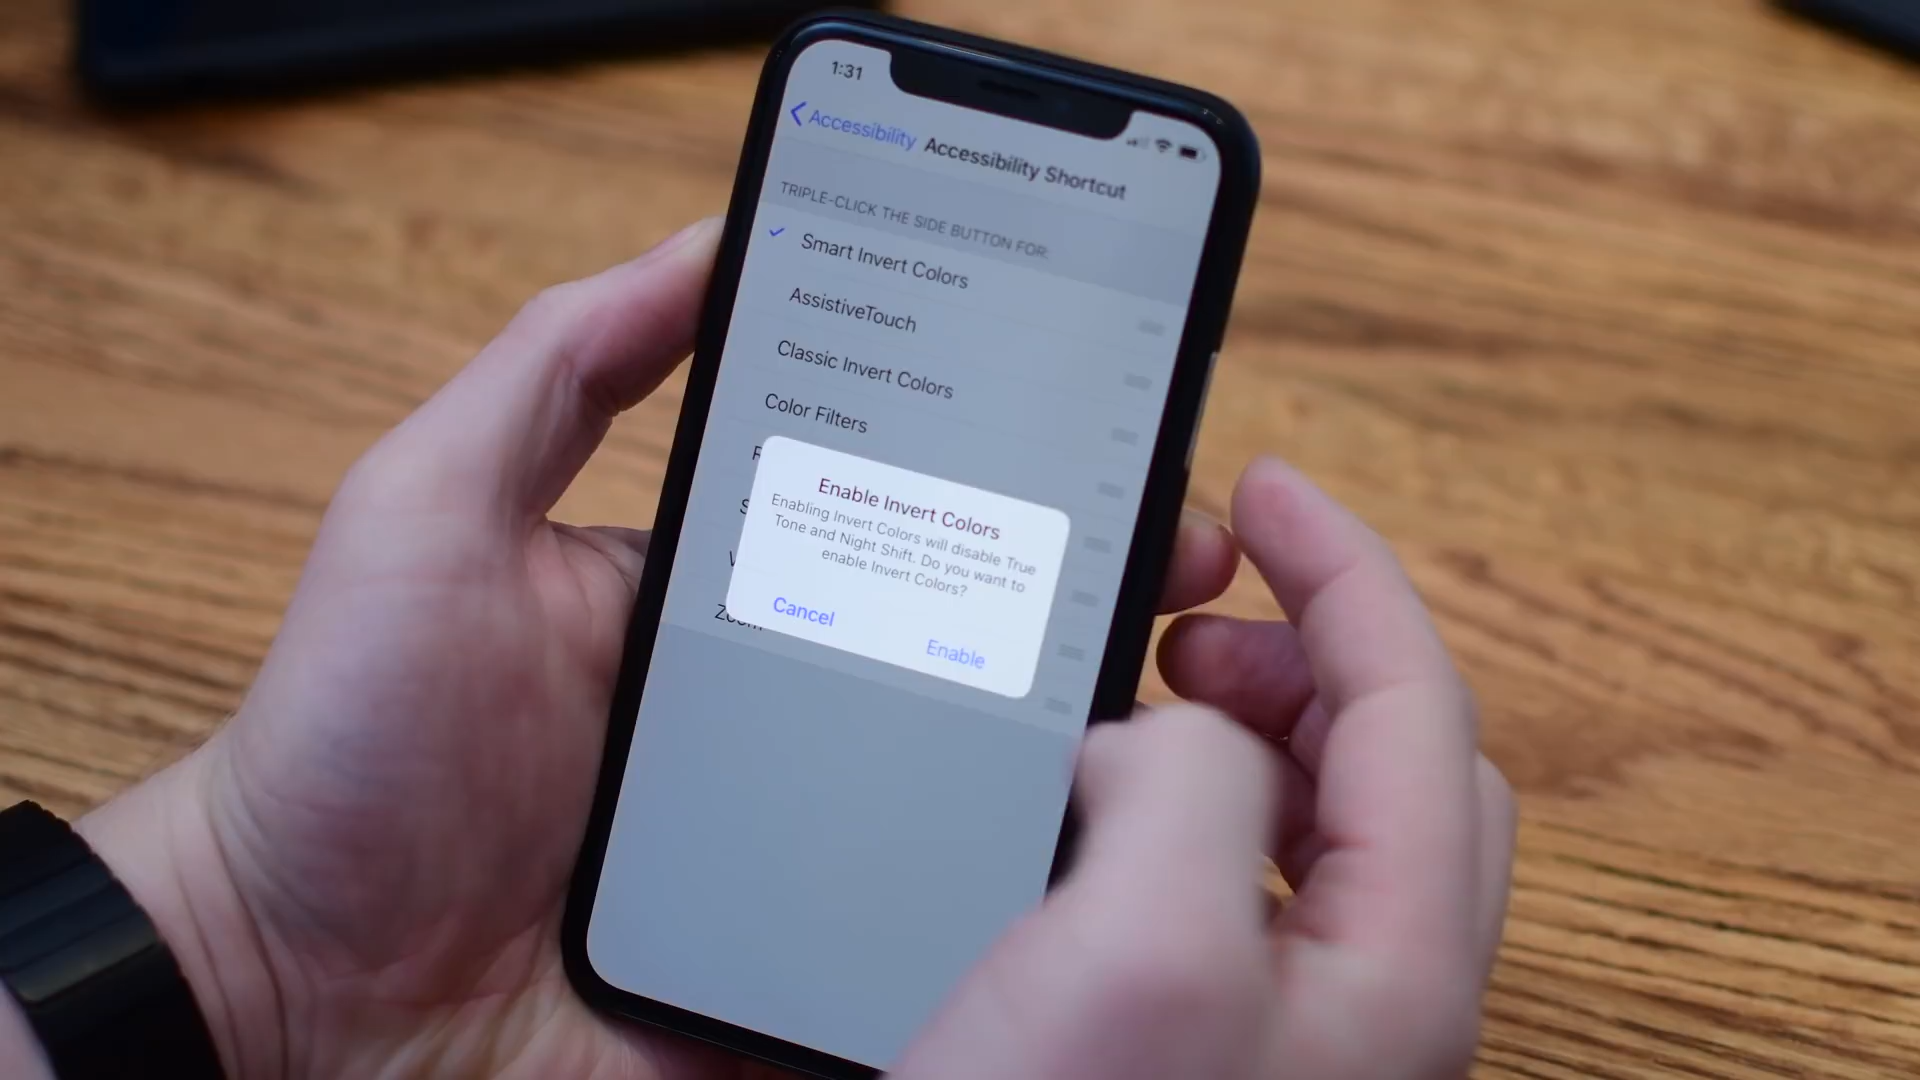 1:31
Accessibility Accessibility Shortcut
TRIPLE-CLICK THE SIDE BUTTON FOR:
Smart Invert Colors
AssistiveTouch
Classic Invert Colors
Color Filters
Enable Invert Colors
Enabling Invert Colors will disable True
Tone and Night Shift. Do you want to
enable Invert Colors?
Cancel
Enable
Zoom